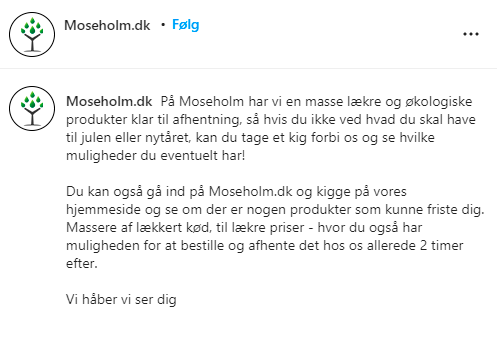 Moseholm.dk • Følg
Moseholm.dk På Moseholm har vi en masse lækre og økologiske
produkter klar til afhentning, så hvis du ikke ved hvad du skal have
til julen eller nytåret, kan du tage et kig forbi os og se hvilke
muligheder du eventuelt har!
Du kan også gå ind på Moseholm.dk og kigge på vores
hjemmeside og se om der er nogen produkter som kunne friste dig.
Massere af lækkert kød, til lækre priser - hvor du også har
muligheden for at bestille og afhente det hos os allerede 2 timer
efter.
Vi håber vi ser dig